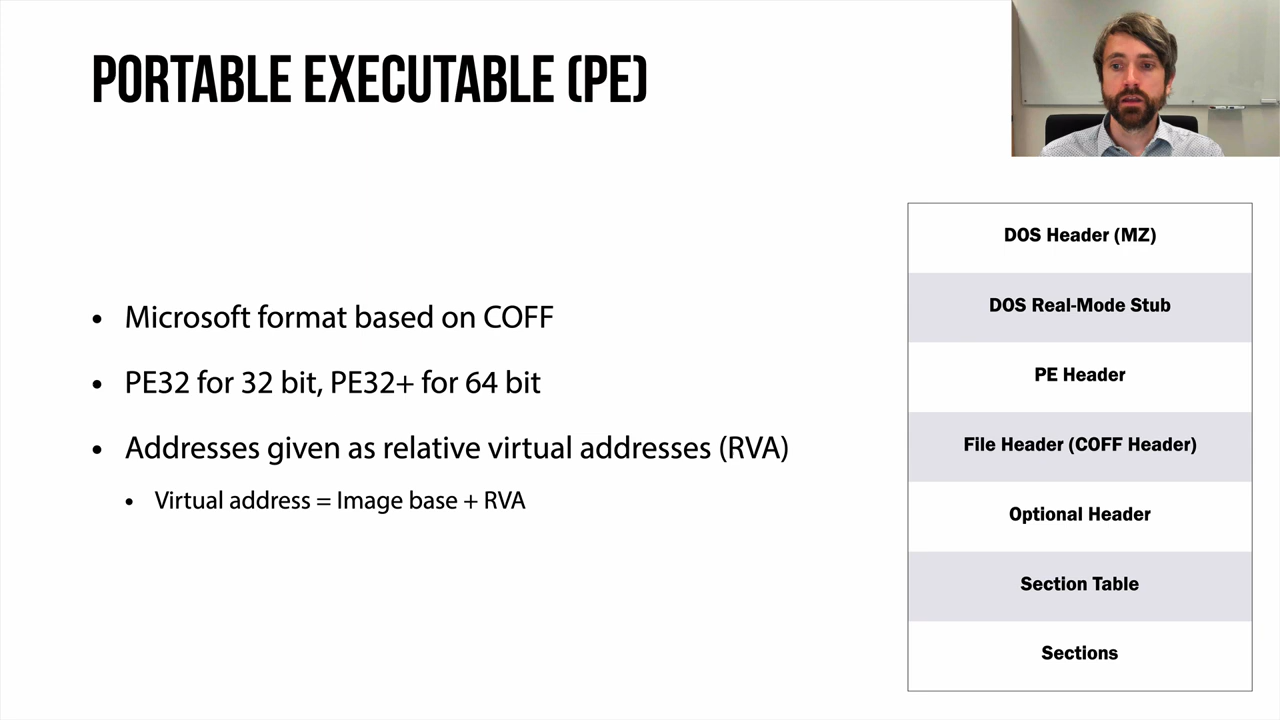 PORTABLE EXECUTABLE (PE)
• Microsoft format based on COFF
• PE32 for 32 bit, PE32+ for 64 bit
• Addresses given as relative virtual addresses (RVA)
• Virtual address = Image base + RVA
DOS Header (MZ)
DOS Real-Mode Stub
PE Header
File Header (COFF Header)
Optional Header
Section Table
Sections